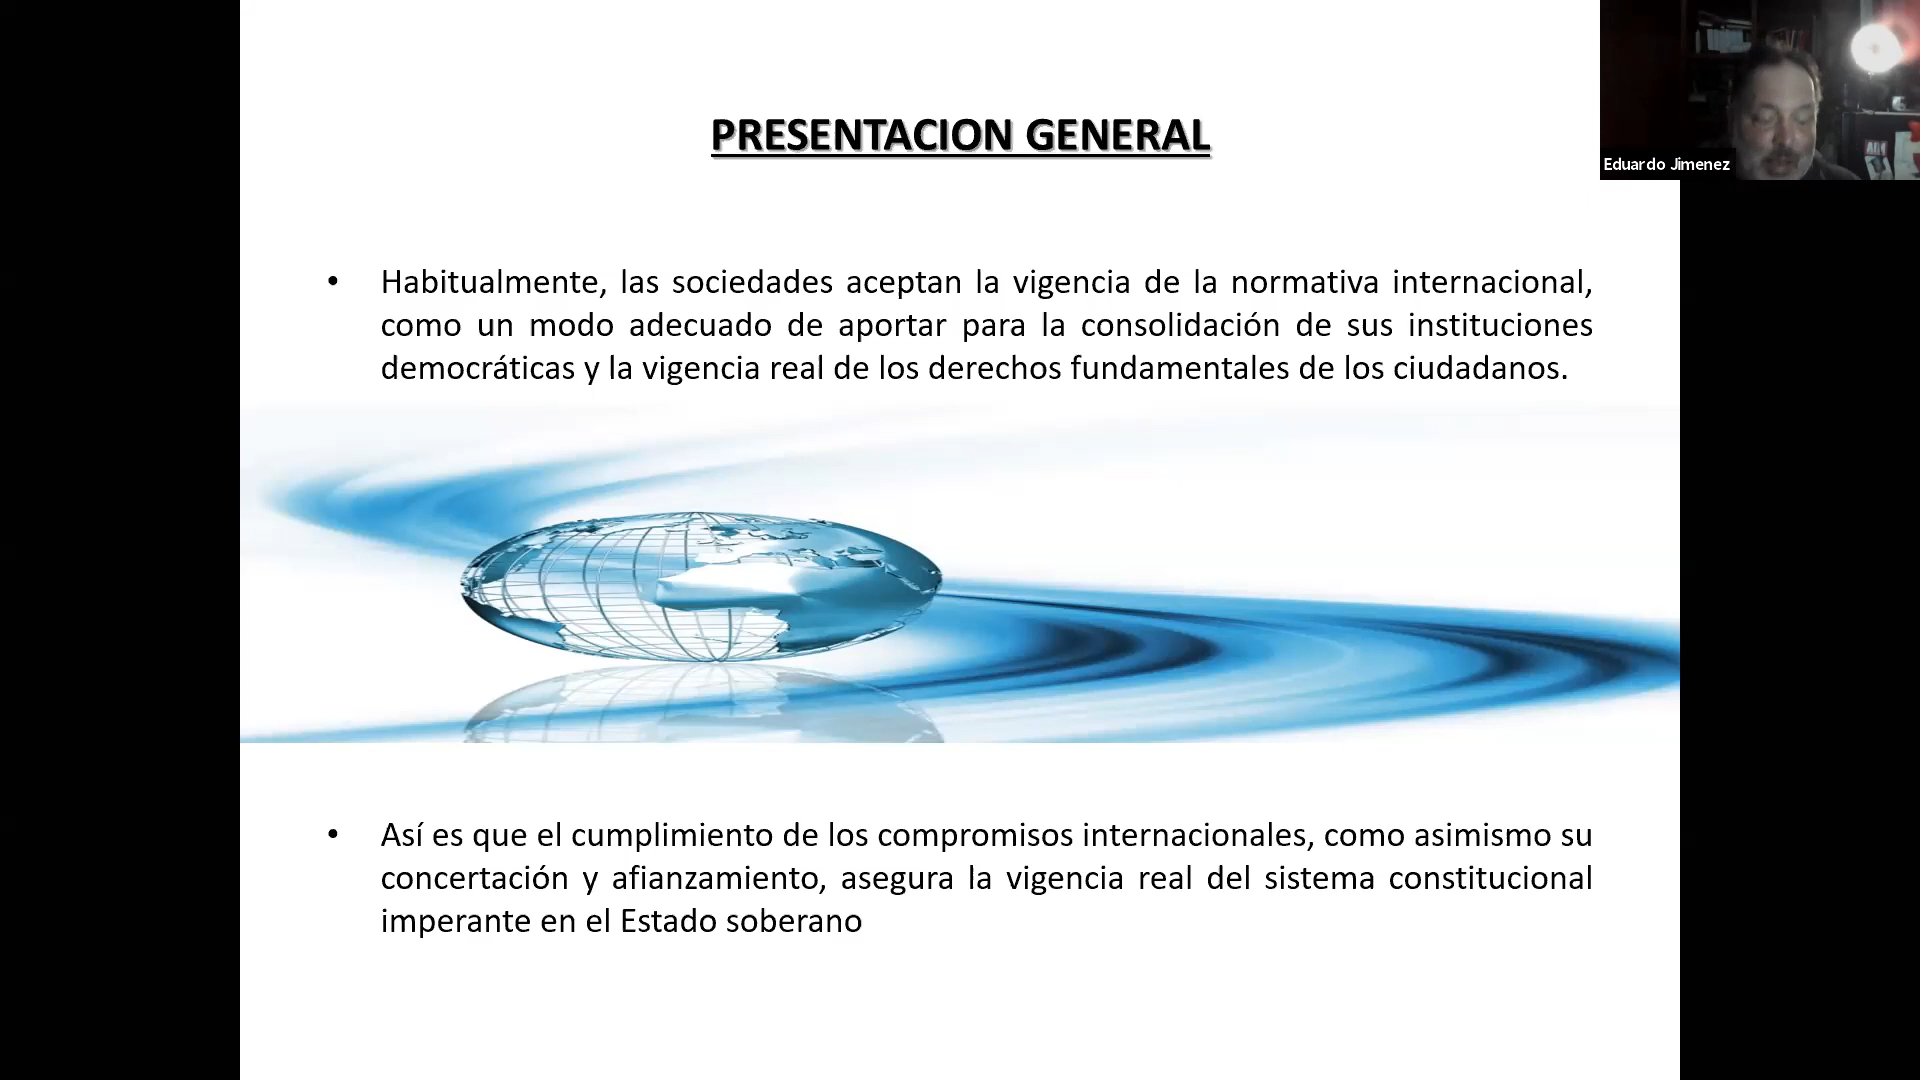 PRESENTACION GENERAL
Eduardo Jimenez
• Habitualmente, las sociedades aceptan la vigencia de la normativa internacional,
como un modo adecuado de aportar para la consolidación de sus instituciones
democráticas y la vigencia real de los derechos fundamentales de los ciudadanos.
• Así es que el cumplimiento de los compromisos internacionales, como asimismo su
concertación y afianzamiento, asegura la vigencia real del sistema constitucional
imperante en el Estado soberano